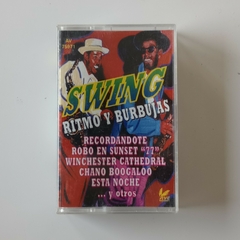 SWING
RITMO Y BURBUJAS
RECORDANDOTE
ROBO EN SUNSET "77"
WINCHESTER CATHEDRAL
CHANO BOOGALOO
ESTA NOCHE
... y otros